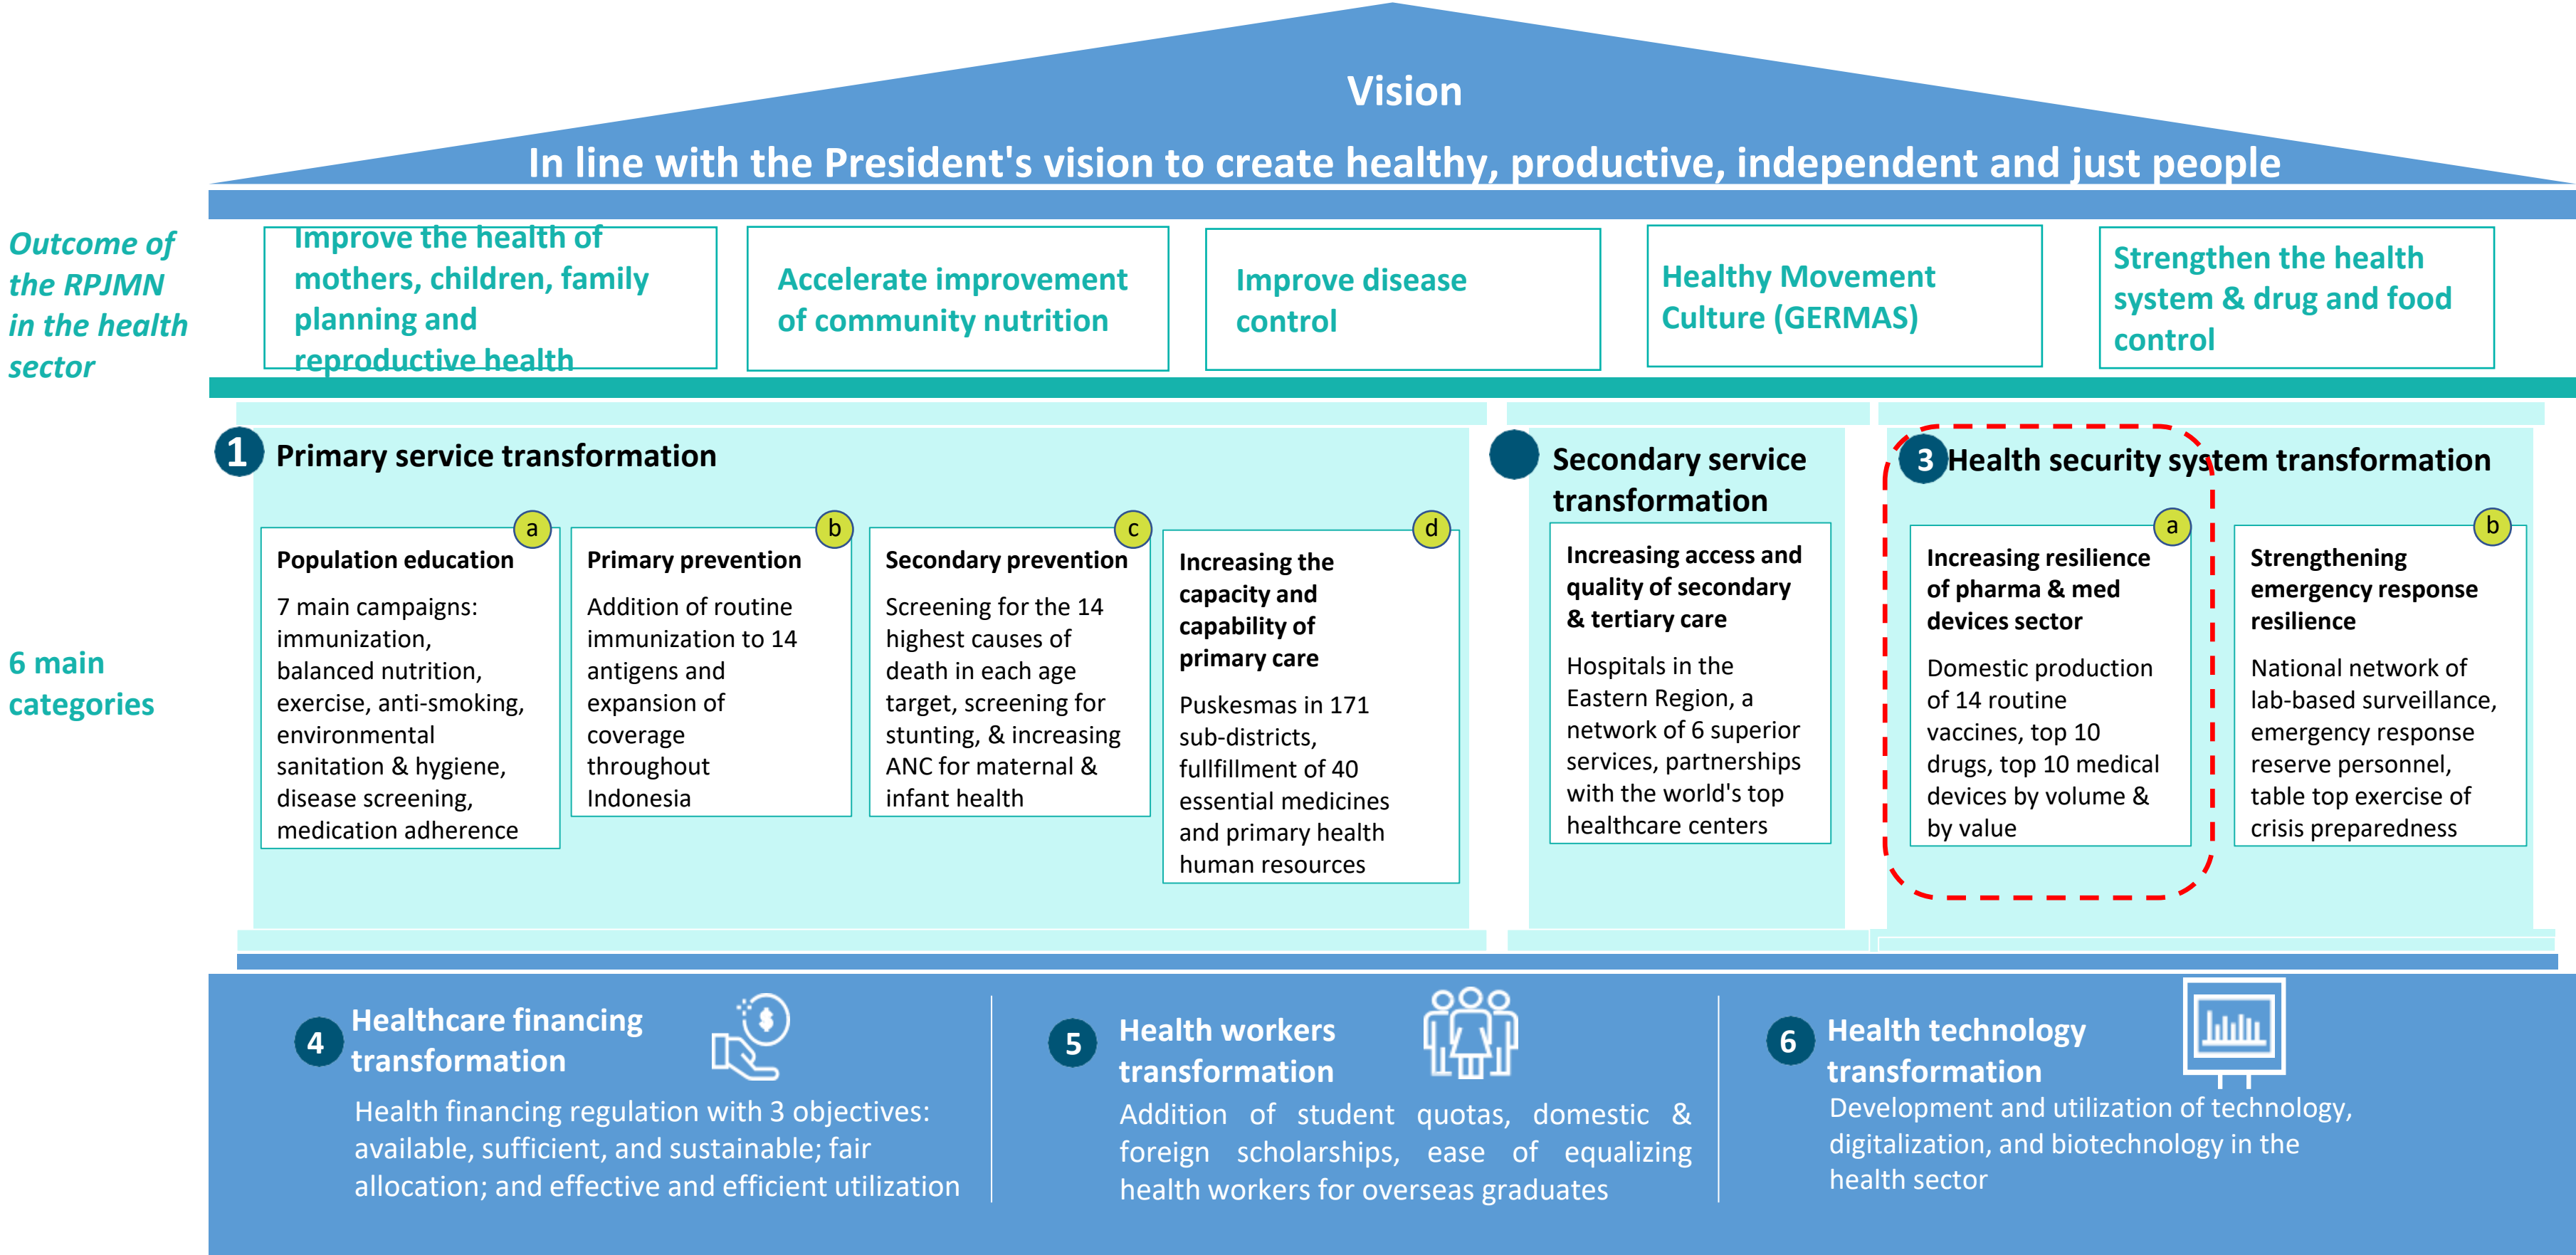 Vision
In line with the President's vision to create healthy, productive, independent and just people
Outcome of
the RPJMN
in the health
sector
Improve the health of
mothers, children, family
planning and
reproductive health
Accelerate improvement
of community nutrition
Improve disease
control
Healthy Movement
Culture (GERMAS)
Strengthen the health
system & drug and food
control
6 main
categories
1
Primary service transformation
a
Population education
7 main campaigns:
immunization,
balanced nutrition,
exercise, anti-smoking,
environmental
sanitation & hygiene,
disease screening,
medication adherence
b
Primary prevention
Addition of routine
immunization to 14
antigens and
expansion of
coverage
throughout
Indonesia
c
Secondary prevention
Screening for the 14
highest causes of
death in each age
target, screening for
stunting, & increasing
ANC for maternal &
infant health
d
Increasing the
capacity and
capability of
primary care
Puskesmas in 171
sub-districts,
fullfillment of 40
essential medicines
and primary health
human resources
Secondary service
transformation
Increasing access and
quality of secondary
& tertiary care
Hospitals in the
Eastern Region, a
network of 6 superior
services, partnerships
with the world's top
healthcare centers
3
Health security system transformation
a
Increasing resilience
of pharma & med
devices sector
Domestic production
of 14 routine
vaccines, top 10
drugs, top 10 medical
devices by volume &
by value
b
Strengthening
emergency response
resilience
National network of
lab-based surveillance,
emergency response
reserve personnel,
table top exercise of
crisis preparedness
4
Healthcare financing
transformation
$
Health financing regulation with 3 objectives:
available, sufficient, and sustainable; fair
allocation; and effective and efficient utilization
5
Health workers
transformation
Addition of student quotas, domestic &
foreign scholarships, ease of equalizing
health workers for overseas graduates
6
Health technology
transformation
Development and utilization of technology,
digitalization, and biotechnology in the
health sector